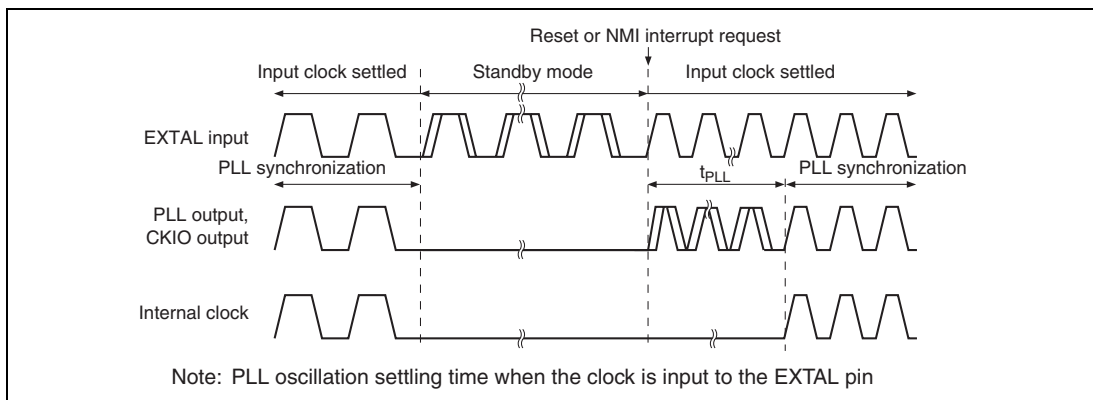 Reset or NMI interrupt request
Input clock settled
Standby mode
Input clock settled
EXTAL input
PLL synchronization
tPLL
PLL synchronization
PLL output,
CKIO output
Internal clock
Note: PLL oscillation settling time when the clock is input to the EXTAL pin